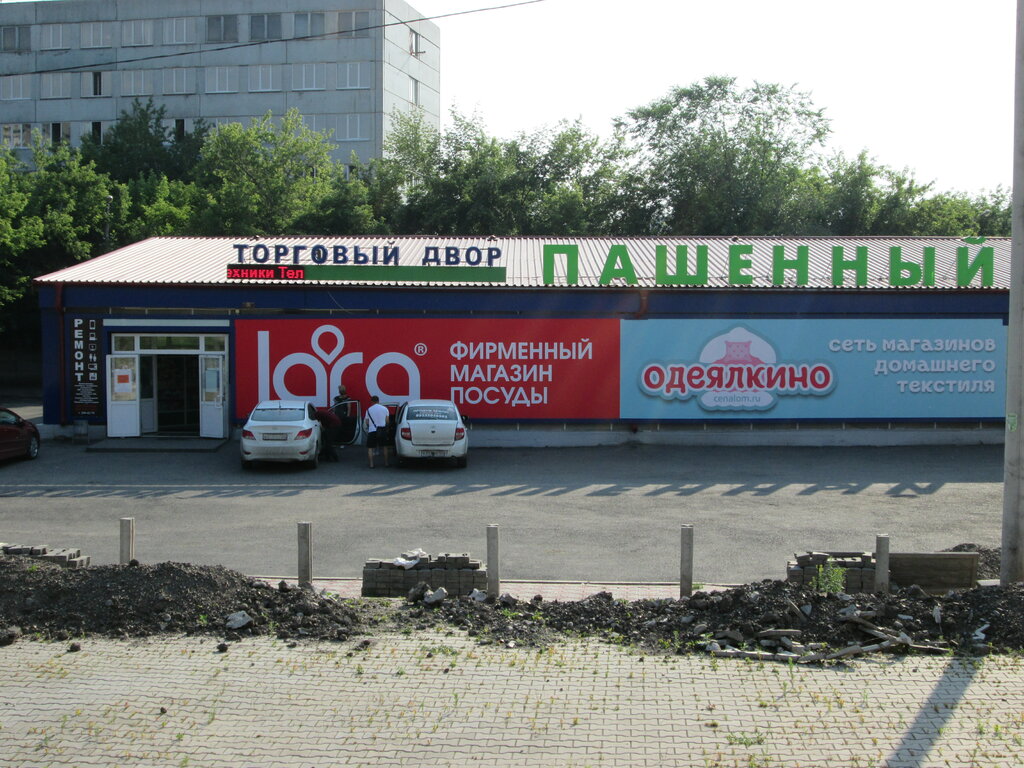 ТОРГОВЫЙ ДВОР
ПАШЕННЫЙ
ехники Тел
РЕМОНТ
lara®
ФИРМЕННЫЙ
МАГАЗИН
ПОСУДЫ
одеялкино
cenalom.ru
сеть магазинов
домашнего
текстиля